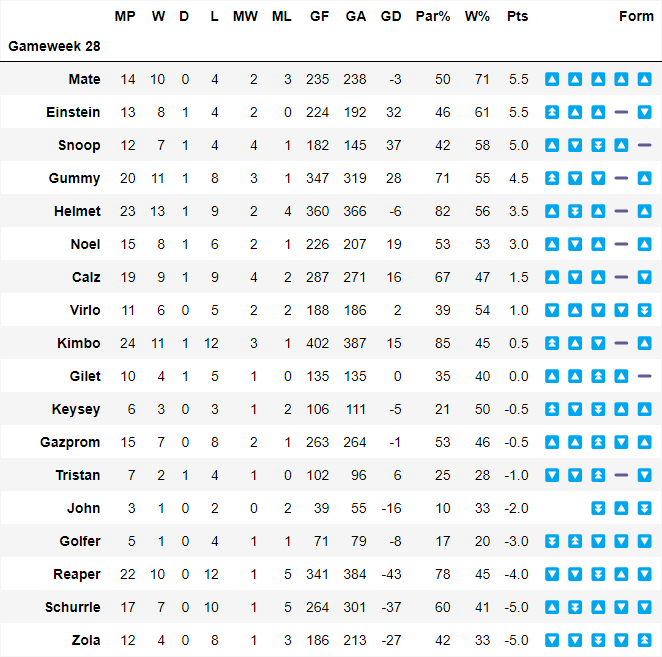 MP W D L MW ML GF GA GD Par% W% Pts Form
Gameweek 28
Mate 14 10 0 4 2 3 235 238 -3 50 71 5.5
Einstein 13 8 1 4 2 0 224 192 32 46 61 5.5
Snoop 12 7 1 4 4 1 182 145 37 42 58 5.0
Gummy 20 11 1 8 3 1 347 319 28 71 55 4.5
Helmet 23 13 1 9 2 4 360 366 -6 82 56 3.5
Noel 15 8 1 6 2 1 226 207 19 53 53 3.0
Calz 19 9 1 9 4 2 287 271 16 67 47 1.5
Virlo 11 6 0 5 2 2 188 186 2 39 54 1.0
Kimbo 24 11 1 12 3 1 402 387 15 85 45 0.5
Gilet 10 4 1 5 1 0 135 135 0 35 40 0.0
Keysey 6 3 0 3 1 2 106 111 -5 21 50 -0.5
Gazprom 15 7 0 8 2 1 263 264 -1 53 46 -0.5
Tristan 7 2 1 4 1 0 102 96 6 25 28 -1.0
John 3 1 0 2 0 2 39 55 -16 10 33 -2.0
Golfer 5 1 0 4 1 1 71 79 -8 17 20 -3.0
Reaper 22 10 0 12 1 5 341 384 -43 78 45 -4.0
Schurrle 17 7 0 10 1 5 264 301 -37 60 41 -5.0
Zola 12 4 0 8 1 3 186 213 -27 42 33 -5.0